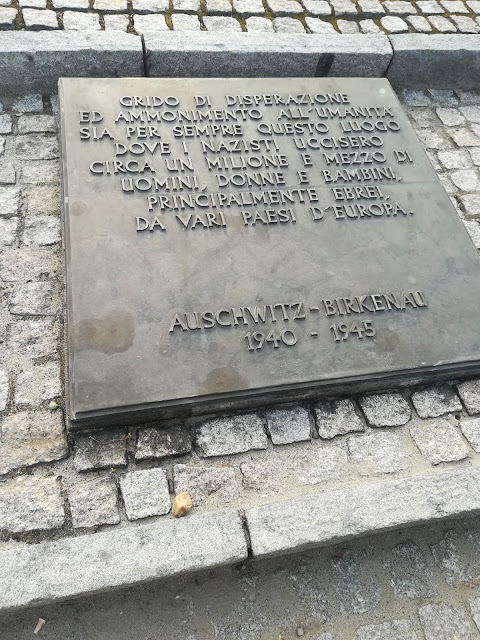 GRIDO DI DISPERAZIONE
ED AMMONIMENTO ALL'UMANITA'
SIA PER SEMPRE QUESTO LUOGO
DOVE I NAZISTI UCCISERO
CIRCA UN MILIONE E MEZZO DI
UOMINI, DONNE E BAMBINI,
PRINCIPALMENTE EBREI,
DA VARI PAESI D'EUROPA.
AUSCHWITZ-BIRKENAU
1940 - 1945